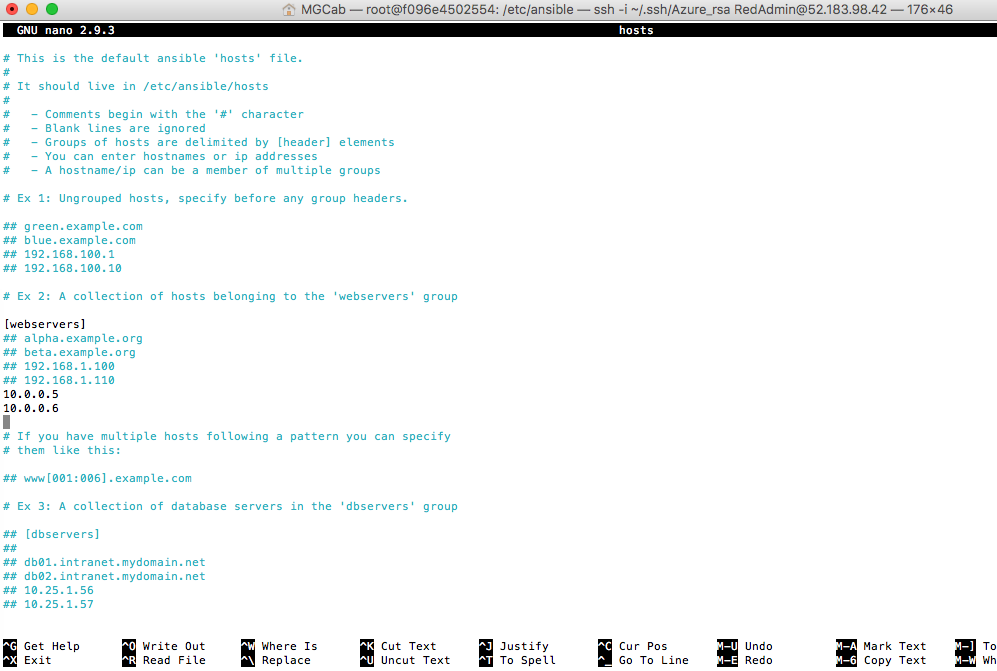 MGCab — root@f096e4502554: /etc/ansible — ssh -i ~/.ssh/Azure_rsa RedAdmin@52.183.98.42 — 176×46
GNU nano 2.9.3 hosts
# This is the default ansible 'hosts' file.
#
# It should live in /etc/ansible/hosts
#
#   - Comments begin with the '#' character
#   - Blank lines are ignored
#   - Groups of hosts are delimited by [header] elements
#   - You can enter hostnames or ip addresses
#   - A hostname/ip can be a member of multiple groups
# Ex 1: Ungrouped hosts, specify before any group headers.
## green.example.com
## blue.example.com
## 192.168.100.1
## 192.168.100.10
# Ex 2: A collection of hosts belonging to the 'webservers' group
[webservers]
## alpha.example.org
## beta.example.org
## 192.168.1.100
## 192.168.1.110
10.0.0.5
10.0.0.6
# If you have multiple hosts following a pattern you can specify
# them like this:
## www[001:006].example.com
# Ex 3: A collection of database servers in the 'dbservers' group
## [dbservers]
##
## db01.intranet.mydomain.net
## db02.intranet.mydomain.net
## 10.25.1.56
## 10.25.1.57
^G Get Help ^O Write Out ^W Where Is ^K Cut Text ^J Justify ^C Cur Pos M-U Undo M-A Mark Text M-] To
^X Exit ^R Read File ^\ Replace ^U Uncut Text ^T To Spell ^_ Go To Line M-E Redo M-6 Copy Text M-W Wh